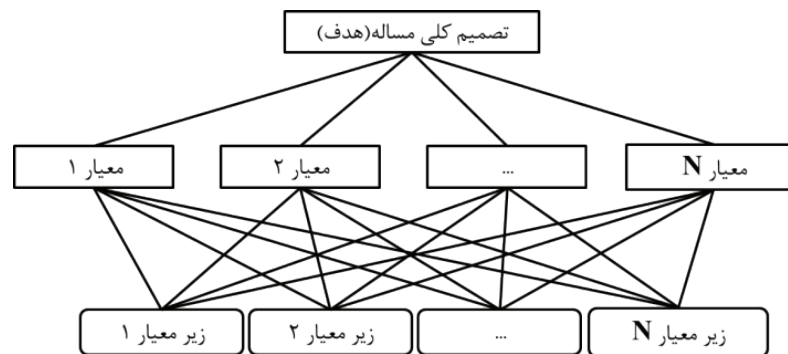 تصمیم کلی مساله(هدف)
معیار ۱
معیار ۲
...
معیار N
زیر معیار ۱
زیر معیار ۲
...
زیر معیار N